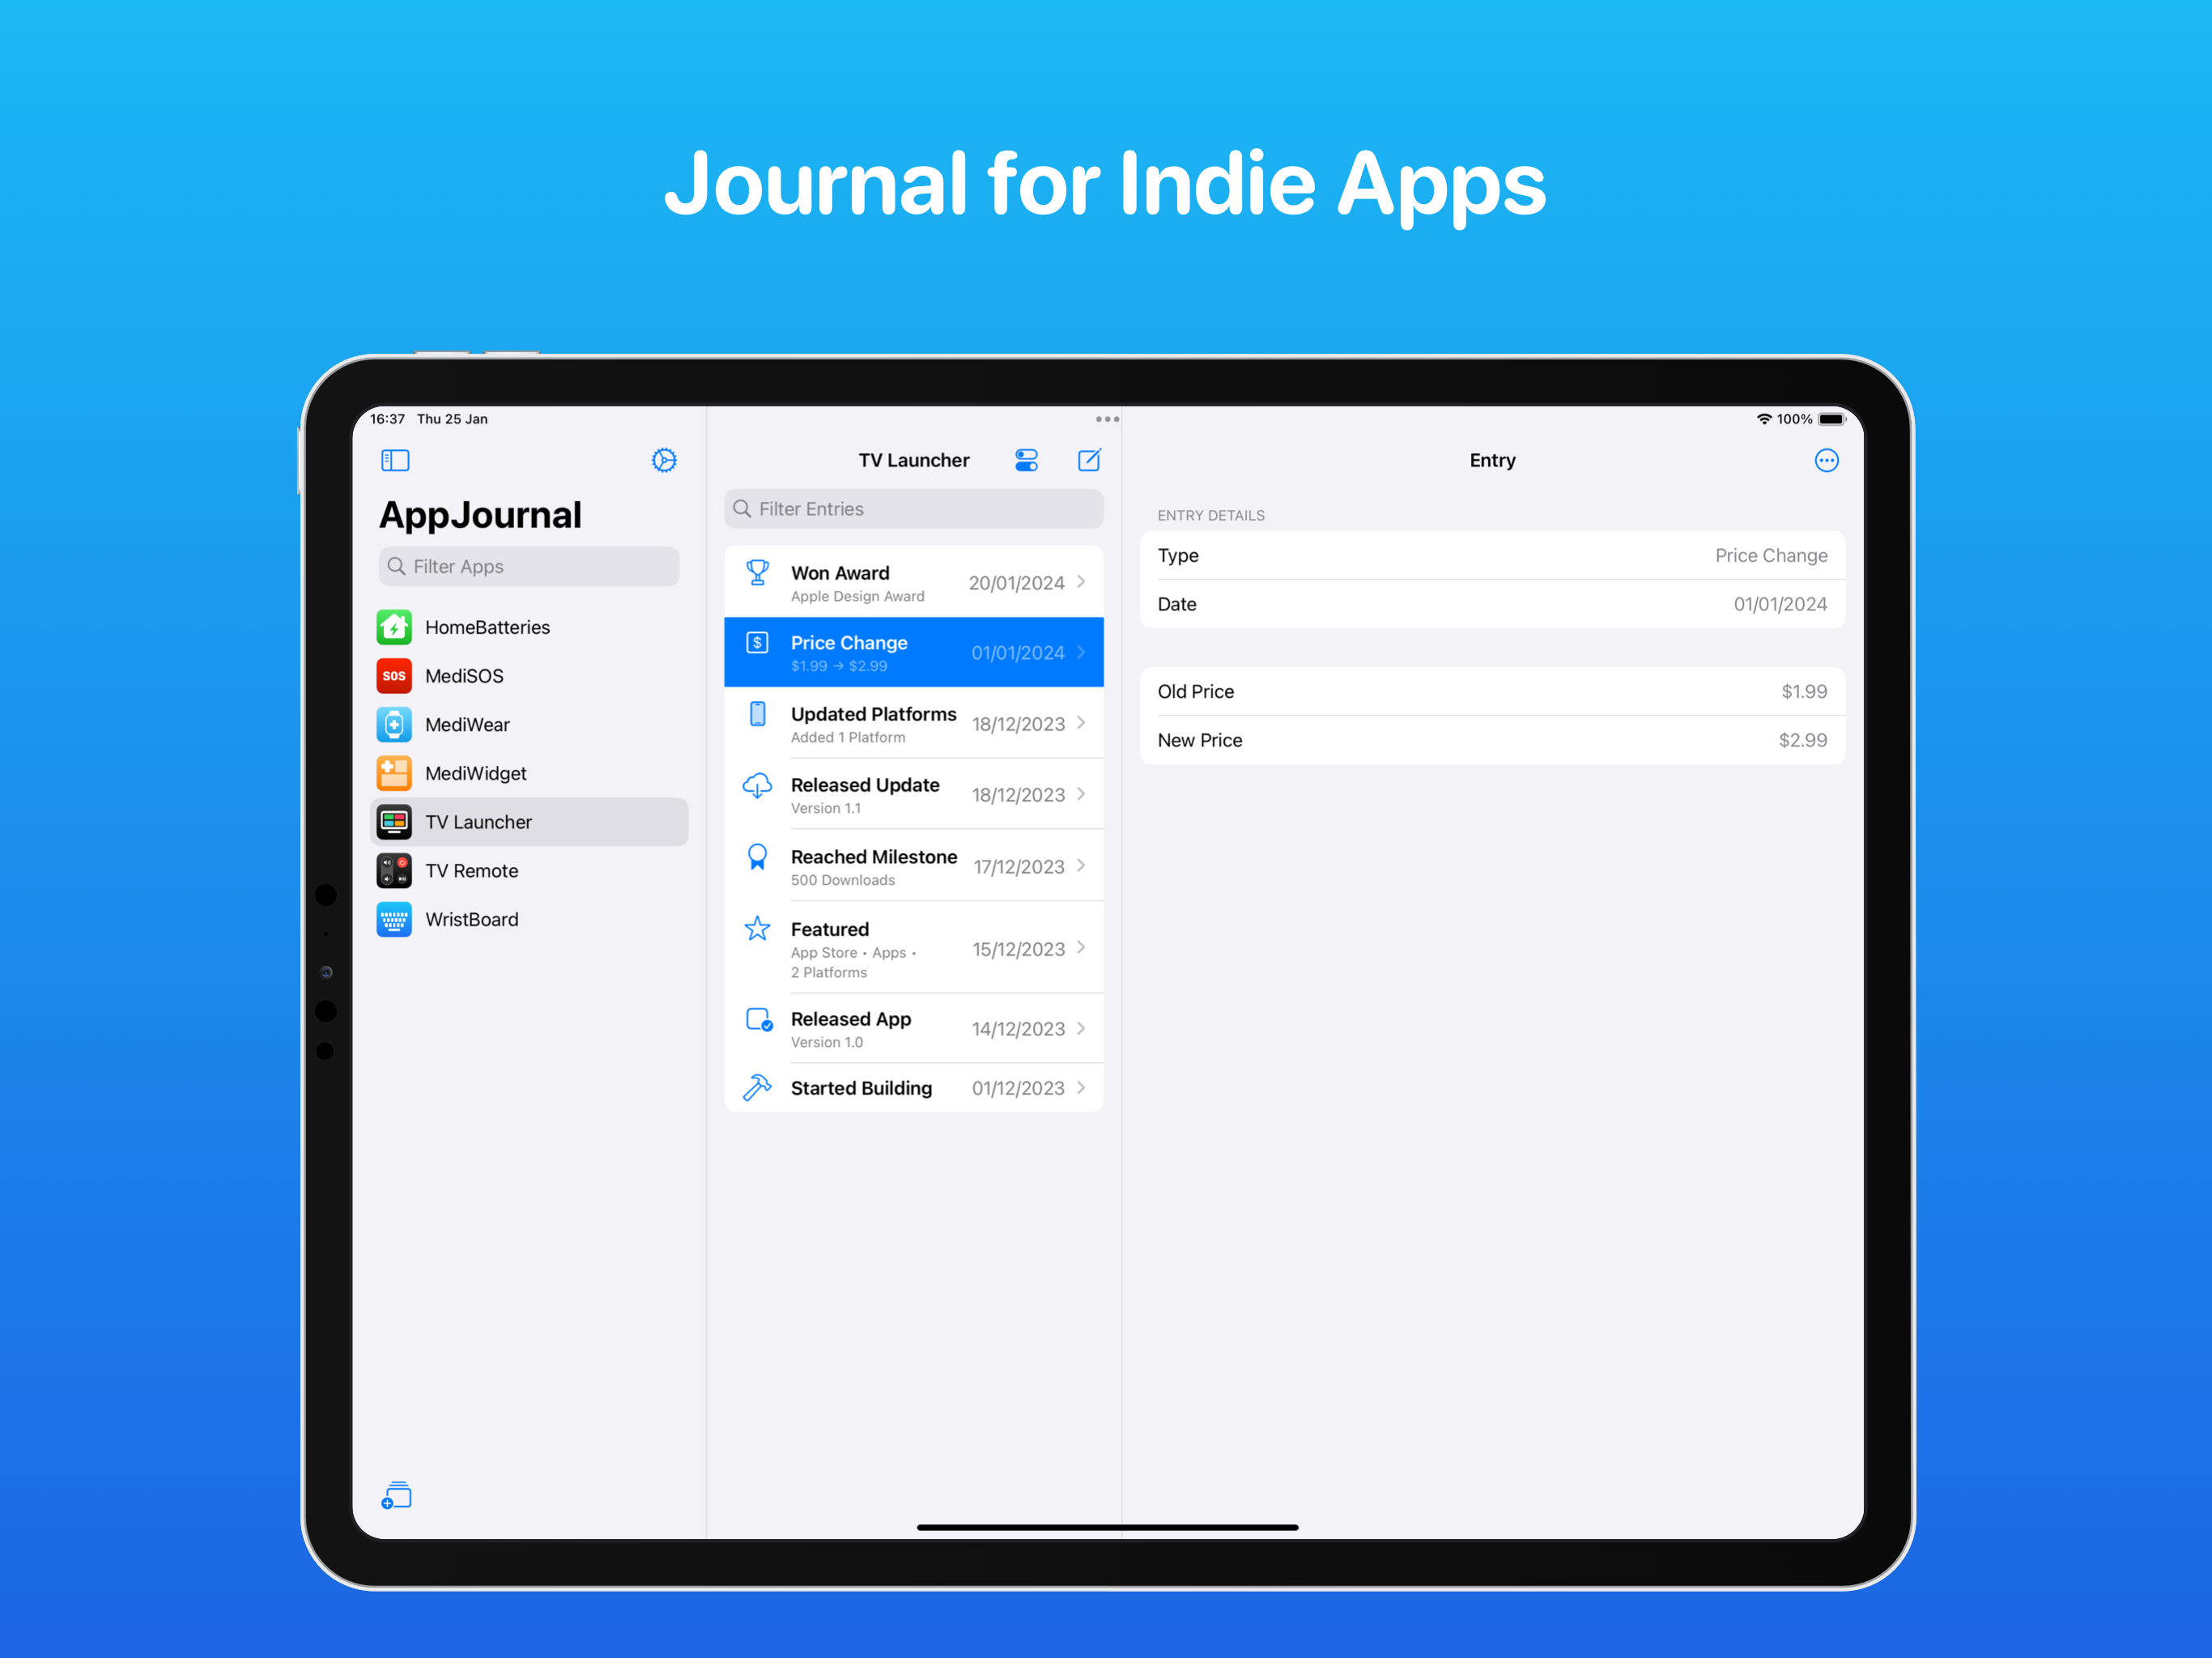 Journal for Indie Apps
16:37 Thu 25 Jan
100%
AppJournal
Filter Apps
HomeBatteries
SOS
MediSOS
MediWear
MediWidget
TV Launcher
TV Remote
WristBoard
TV Launcher
Filter Entries
Won Award
Apple Design Award
20/01/2024
$
Price Change
$1.99 → $2.99
01/01/2024
Updated Platforms
Added 1 Platform
18/12/2023
Released Update
Version 1.1
18/12/2023
Reached Milestone
500 Downloads
17/12/2023
Featured
App Store • Apps •
2 Platforms
15/12/2023
Released App
Version 1.0
14/12/2023
Started Building
01/12/2023
Entry
ENTRY DETAILS
Type Price Change
Date 01/01/2024
Old Price $1.99
New Price $2.99